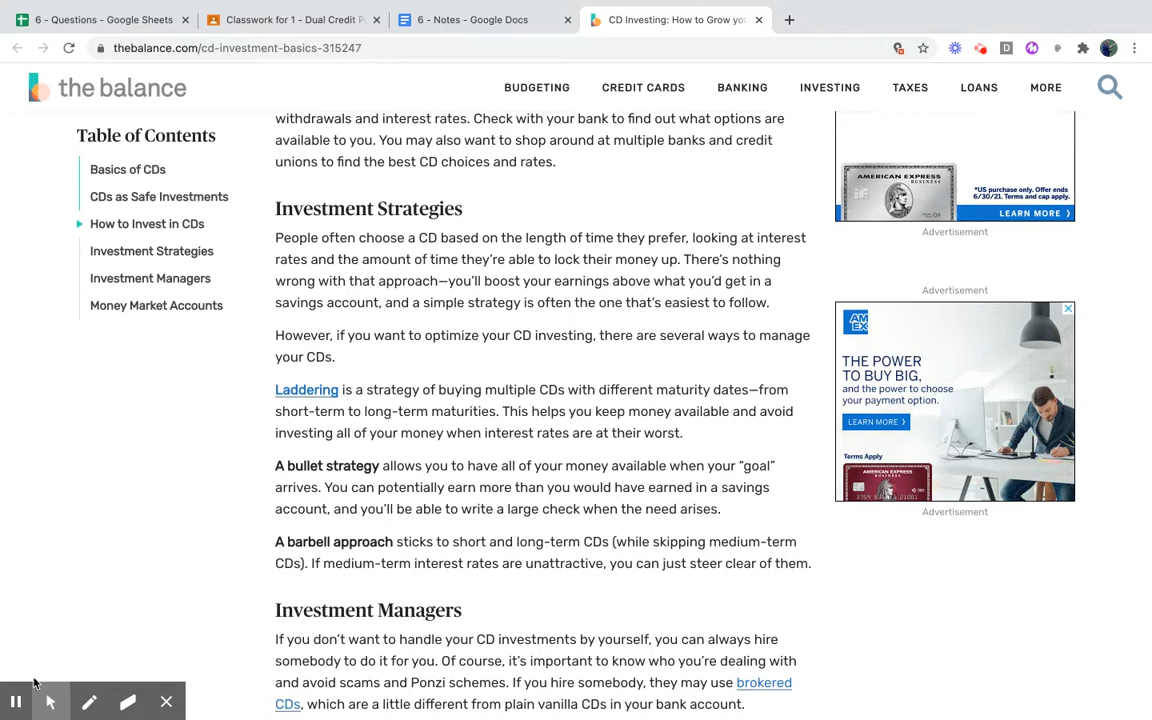 6 - Questions - Google Sheets
Classwork for 1 - Dual Credit P
6 - Notes - Google Docs
CD Investing: How to Grow you
thebalance.com/cd-investment-basics-315247
the balance
BUDGETING
CREDIT CARDS
BANKING
INVESTING
TAXES
LOANS
MORE
Table of Contents
Basics of CDs
CDs as Safe Investments
How to Invest in CDs
Investment Strategies
Investment Managers
Money Market Accounts
withdrawals and interest rates. Check with your bank to find out what options are
available to you. You may also want to shop around at multiple banks and credit
unions to find the best CD choices and rates.
Investment Strategies
People often choose a CD based on the length of time they prefer, looking at interest
rates and the amount of time they're able to lock their money up. There's nothing
wrong with that approach—you'll boost your earnings above what you'd get in a
savings account, and a simple strategy is often the one that's easiest to follow.
However, if you want to optimize your CD investing, there are several ways to manage
your CDs.
Laddering is a strategy of buying multiple CDs with different maturity dates—from
short-term to long-term maturities. This helps you keep money available and avoid
investing all of your money when interest rates are at their worst.
A bullet strategy allows you to have all of your money available when your "goal"
arrives. You can potentially earn more than you would have earned in a savings
account, and you'll be able to write a large check when the need arises.
A barbell approach sticks to short and long-term CDs (while skipping medium-term
CDs). If medium-term interest rates are unattractive, you can just steer clear of them.
Investment Managers
If you don't want to handle your CD investments by yourself, you can always hire
somebody to do it for you. Of course, it's important to know who you're dealing with
and avoid scams and Ponzi schemes. If you hire somebody, they may use brokered
CDs, which are a little different from plain vanilla CDs in your bank account.
AMERICAN EXPRESS
BUSINESS
*US purchase only. Offer ends
6/30/21. Terms and cap apply.
LEARN MORE
Advertisement
Advertisement
AM
EX
THE POWER
TO BUY BIG,
and the power to choose
your payment option.
LEARN MORE
Terms Apply
AMERICAN EXPRESS
Advertisement